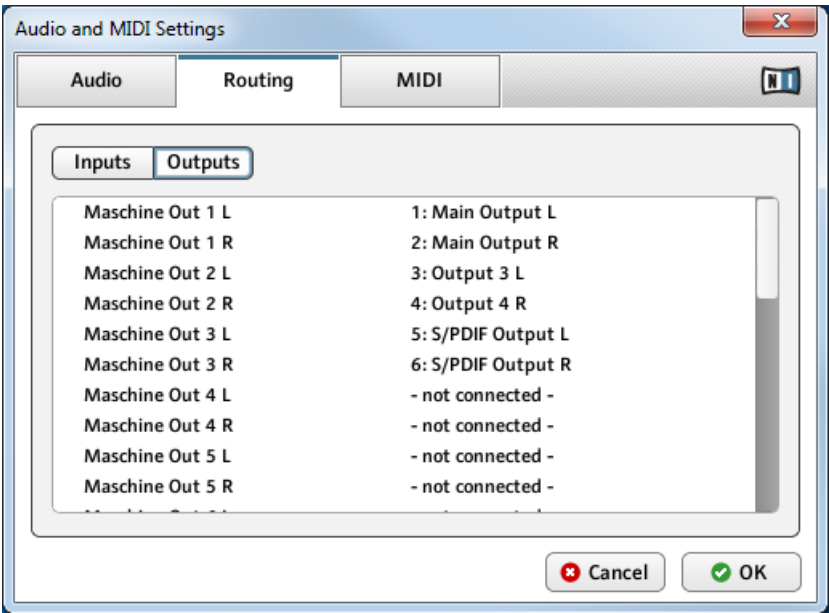 Audio and MIDI Settings
Audio Routing MIDI
NI
Inputs Outputs
Maschine Out 1 L 1: Main Output L
Maschine Out 1 R 2: Main Output R
Maschine Out 2 L 3: Output 3 L
Maschine Out 2 R 4: Output 4 R
Maschine Out 3 L 5: S/PDIF Output L
Maschine Out 3 R 6: S/PDIF Output R
Maschine Out 4 L - not connected -
Maschine Out 4 R - not connected -
Maschine Out 5 L - not connected -
Maschine Out 5 R - not connected -
Cancel OK